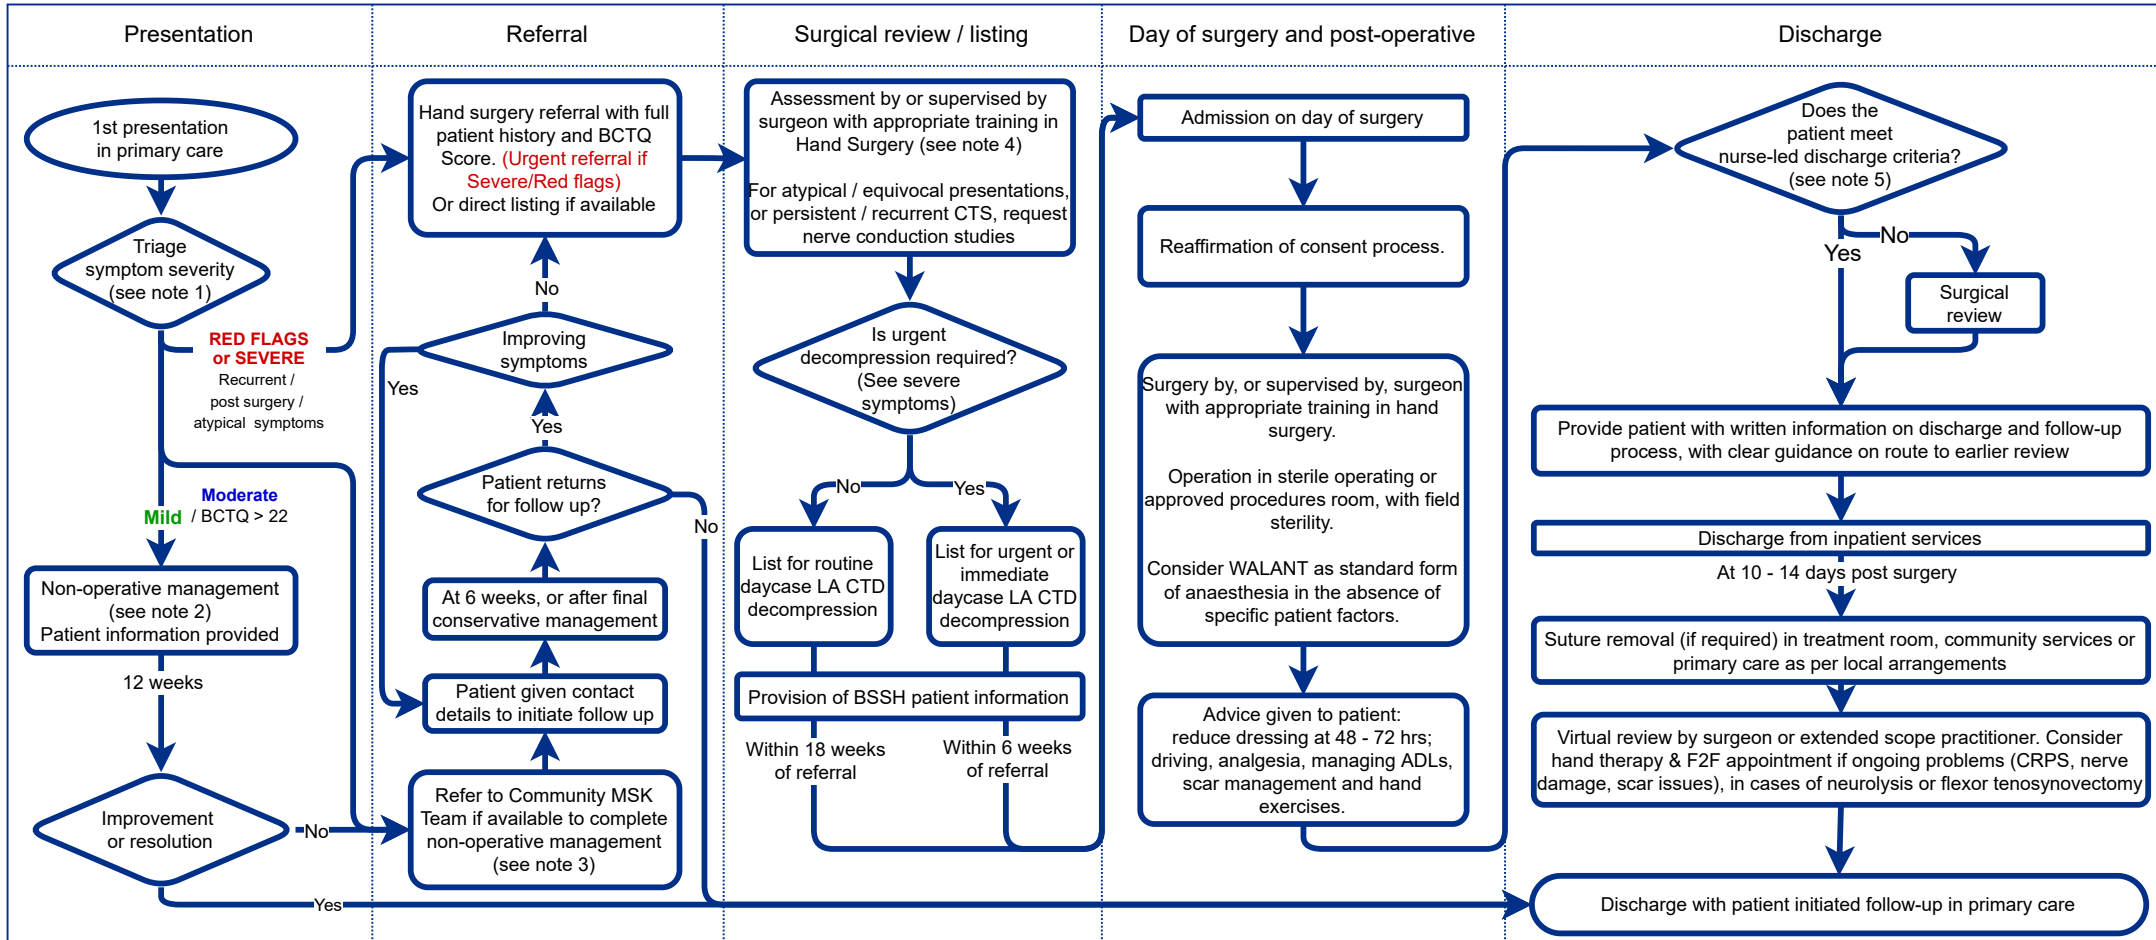 Presentation
Referral
Surgical review / listing
Day of surgery and post-operative
Discharge
1st presentation
in primary care
Triage
symptom severity
(see note 1)
RED FLAGS
or SEVERE
Recurrent /
post surgery /
atypical symptoms
Moderate
/ BCTQ > 22
Mild
Non-operative management
(see note 2)
Patient information provided
12 weeks
Improvement
or resolution
No
Yes
Hand surgery referral with full
patient history and BCTQ
Score. (Urgent referral if
Severe/Red flags)
Or direct listing if available
No
Improving
symptoms
Yes
Yes
Patient returns
for follow up?
No
At 6 weeks, or after final
conservative management
Patient given contact
details to initiate follow up
Refer to Community MSK
Team if available to complete
non-operative management
(see note 3)
Assessment by or supervised by
surgeon with appropriate training in
Hand Surgery (see note 4)
For atypical / equivocal presentations,
or persistent / recurrent CTS, request
nerve conduction studies
Is urgent
decompression required?
(See severe
symptoms)
No
Yes
List for routine
daycase LA CTD
decompression
List for urgent or
immediate
daycase LA CTD
decompression
Provision of BSSH patient information
Within 18 weeks
of referral
Within 6 weeks
of referral
Admission on day of surgery
Reaffirmation of consent process.
Surgery by, or supervised by, surgeon
with appropriate training in hand
surgery.
Operation in sterile operating or
approved procedures room, with field
sterility.
Consider WALANT as standard form
of anaesthesia in the absence of
specific patient factors.
Advice given to patient:
reduce dressing at 48 - 72 hrs;
driving, analgesia, managing ADLs,
scar management and hand
exercises.
Does the
patient meet
nurse-led discharge criteria?
(see note 5)
No
Yes
Surgical
review
Provide patient with written information on discharge and follow-up
process, with clear guidance on route to earlier review
Discharge from inpatient services
At 10 - 14 days post surgery
Suture removal (if required) in treatment room, community services or
primary care as per local arrangements
Virtual review by surgeon or extended scope practitioner. Consider
hand therapy & F2F appointment if ongoing problems (CRPS, nerve
damage, scar issues), in cases of neurolysis or flexor tenosynovectomy
Discharge with patient initiated follow-up in primary care